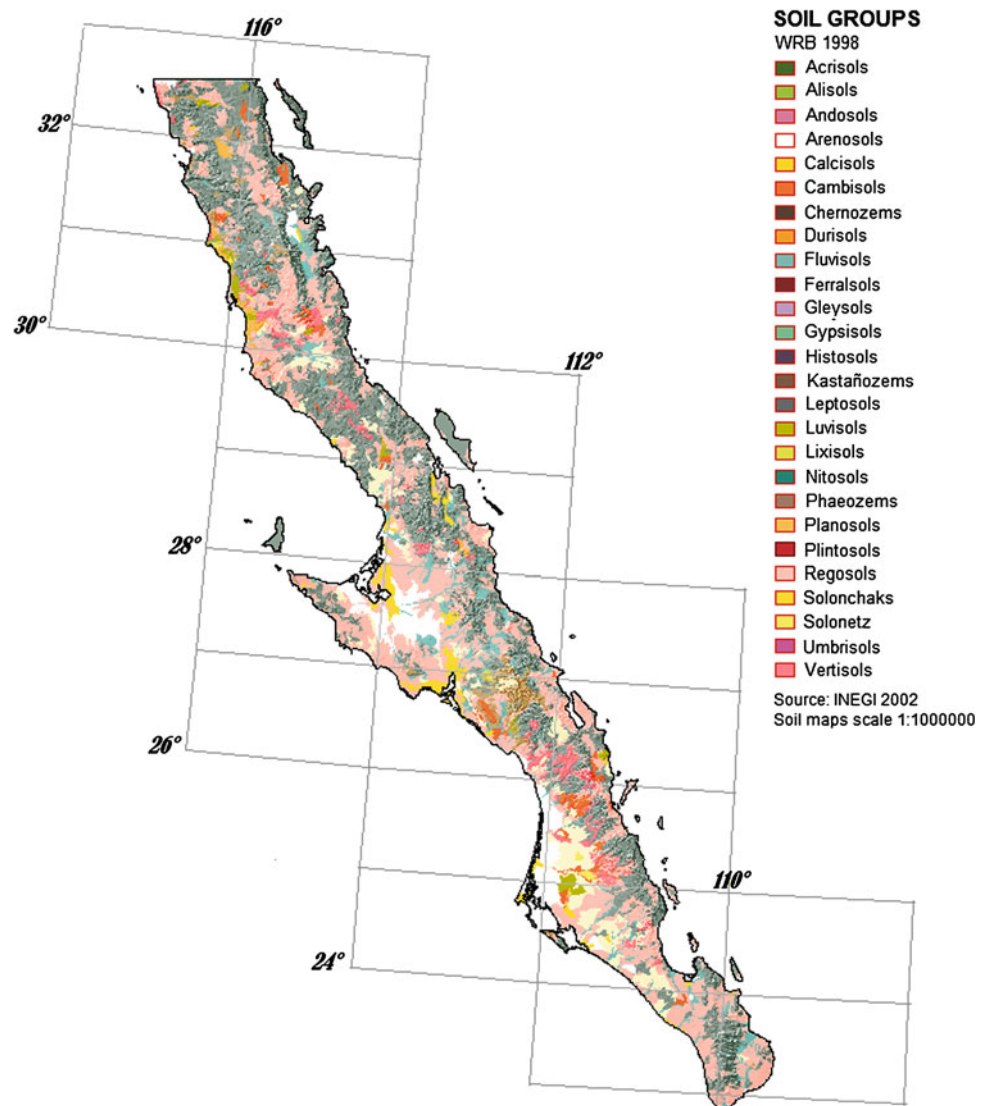 SOIL GROUPS
WRB 1998
Acrisols
Alisols
Andosols
Arenosols
Calcisols
Cambisols
Chernozems
Durisols
Fluvisols
Ferralsols
Gleysols
Gypsisols
Histosols
Kastañozems
Leptosols
Luvisols
Lixisols
Nitosols
Phaeozems
Planosols
Plintosols
Regosols
Solonchaks
Solonetz
Umbrisols
Vertisols
Source: INEGI 2002
Soil maps scale 1:1000000
116°
32°
30°
112°
28°
26°
110°
24°